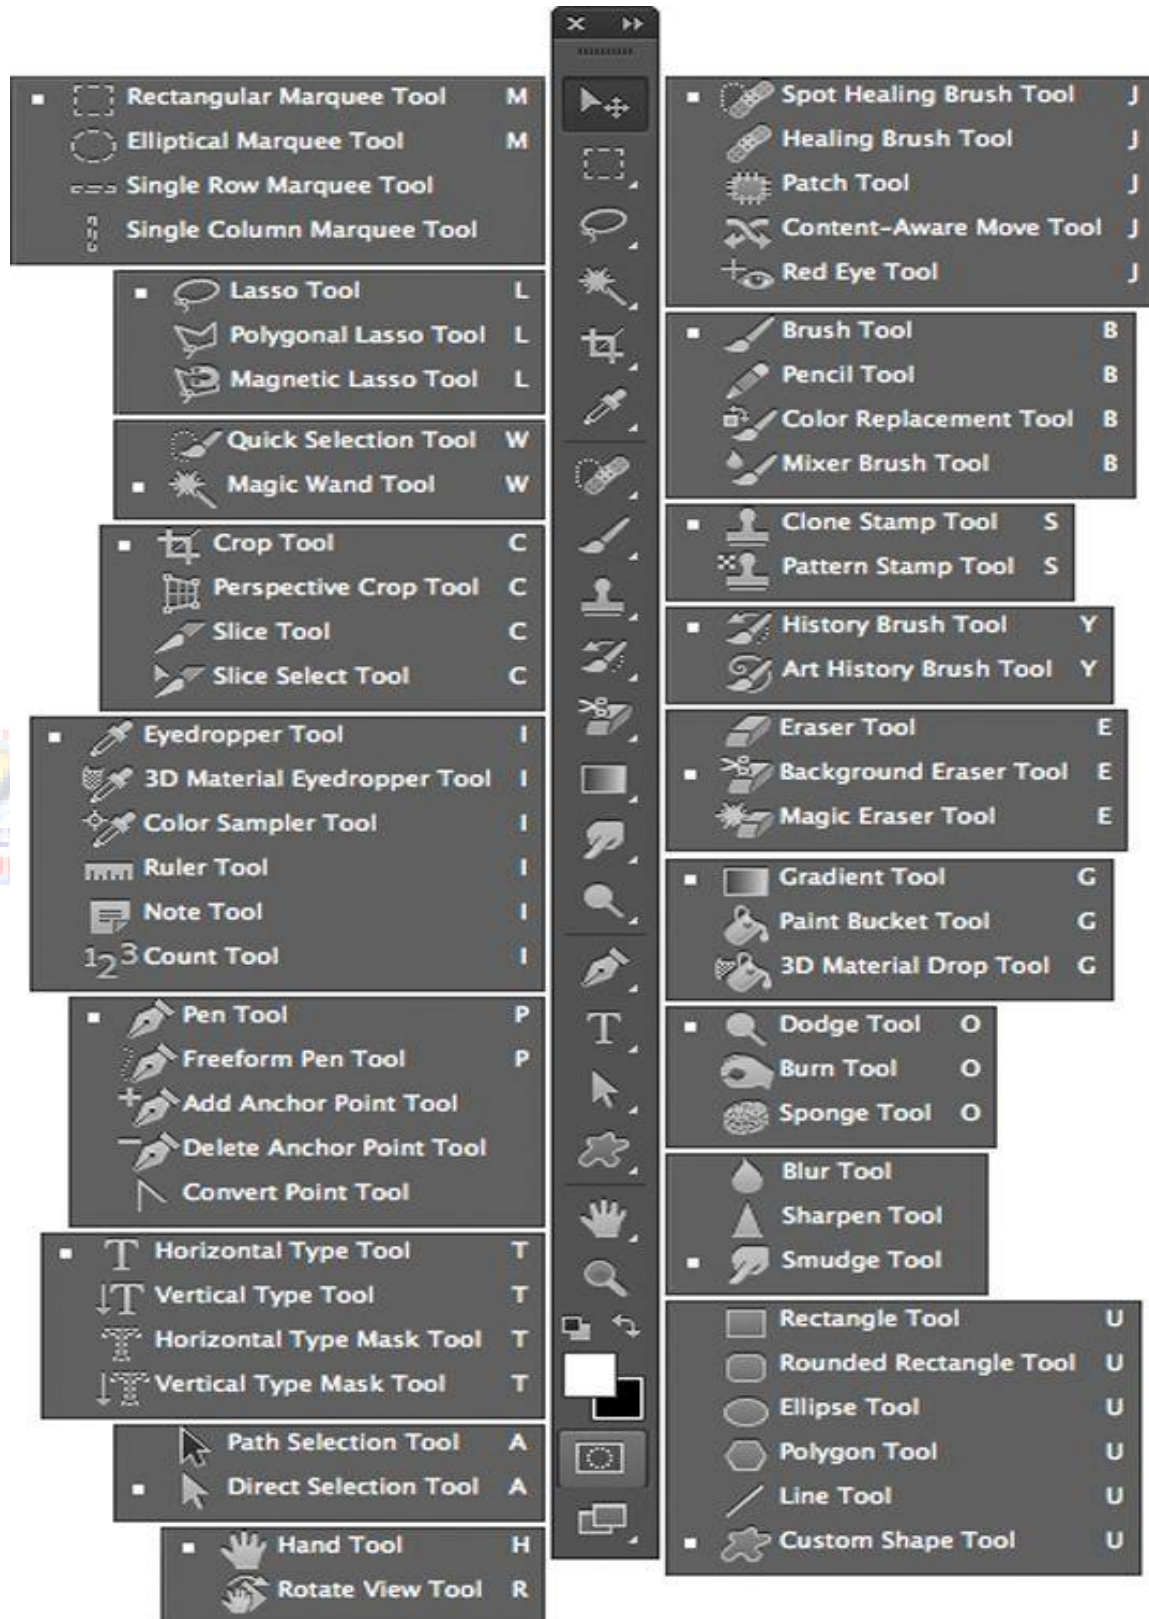 Rectangular Marquee Tool M
Elliptical Marquee Tool M
Single Row Marquee Tool
Single Column Marquee Tool
Lasso Tool L
Polygonal Lasso Tool L
Magnetic Lasso Tool L
Quick Selection Tool W
Magic Wand Tool W
Crop Tool C
Perspective Crop Tool C
Slice Tool C
Slice Select Tool C
Eyedropper Tool I
3D Material Eyedropper Tool I
Color Sampler Tool I
Ruler Tool I
Note Tool I
Count Tool I
Pen Tool P
Freeform Pen Tool P
Add Anchor Point Tool
Delete Anchor Point Tool
Convert Point Tool
Horizontal Type Tool T
Vertical Type Tool T
Horizontal Type Mask Tool T
Vertical Type Mask Tool T
Path Selection Tool A
Direct Selection Tool A
Hand Tool H
Rotate View Tool R
Spot Healing Brush Tool J
Healing Brush Tool J
Patch Tool J
Content-Aware Move Tool J
Red Eye Tool J
Brush Tool B
Pencil Tool B
Color Replacement Tool B
Mixer Brush Tool B
Clone Stamp Tool S
Pattern Stamp Tool S
History Brush Tool Y
Art History Brush Tool Y
Eraser Tool E
Background Eraser Tool E
Magic Eraser Tool E
Gradient Tool G
Paint Bucket Tool G
3D Material Drop Tool G
Dodge Tool O
Burn Tool O
Sponge Tool O
Blur Tool
Sharpen Tool
Smudge Tool
Rectangle Tool U
Rounded Rectangle Tool U
Ellipse Tool U
Polygon Tool U
Line Tool U
Custom Shape Tool U